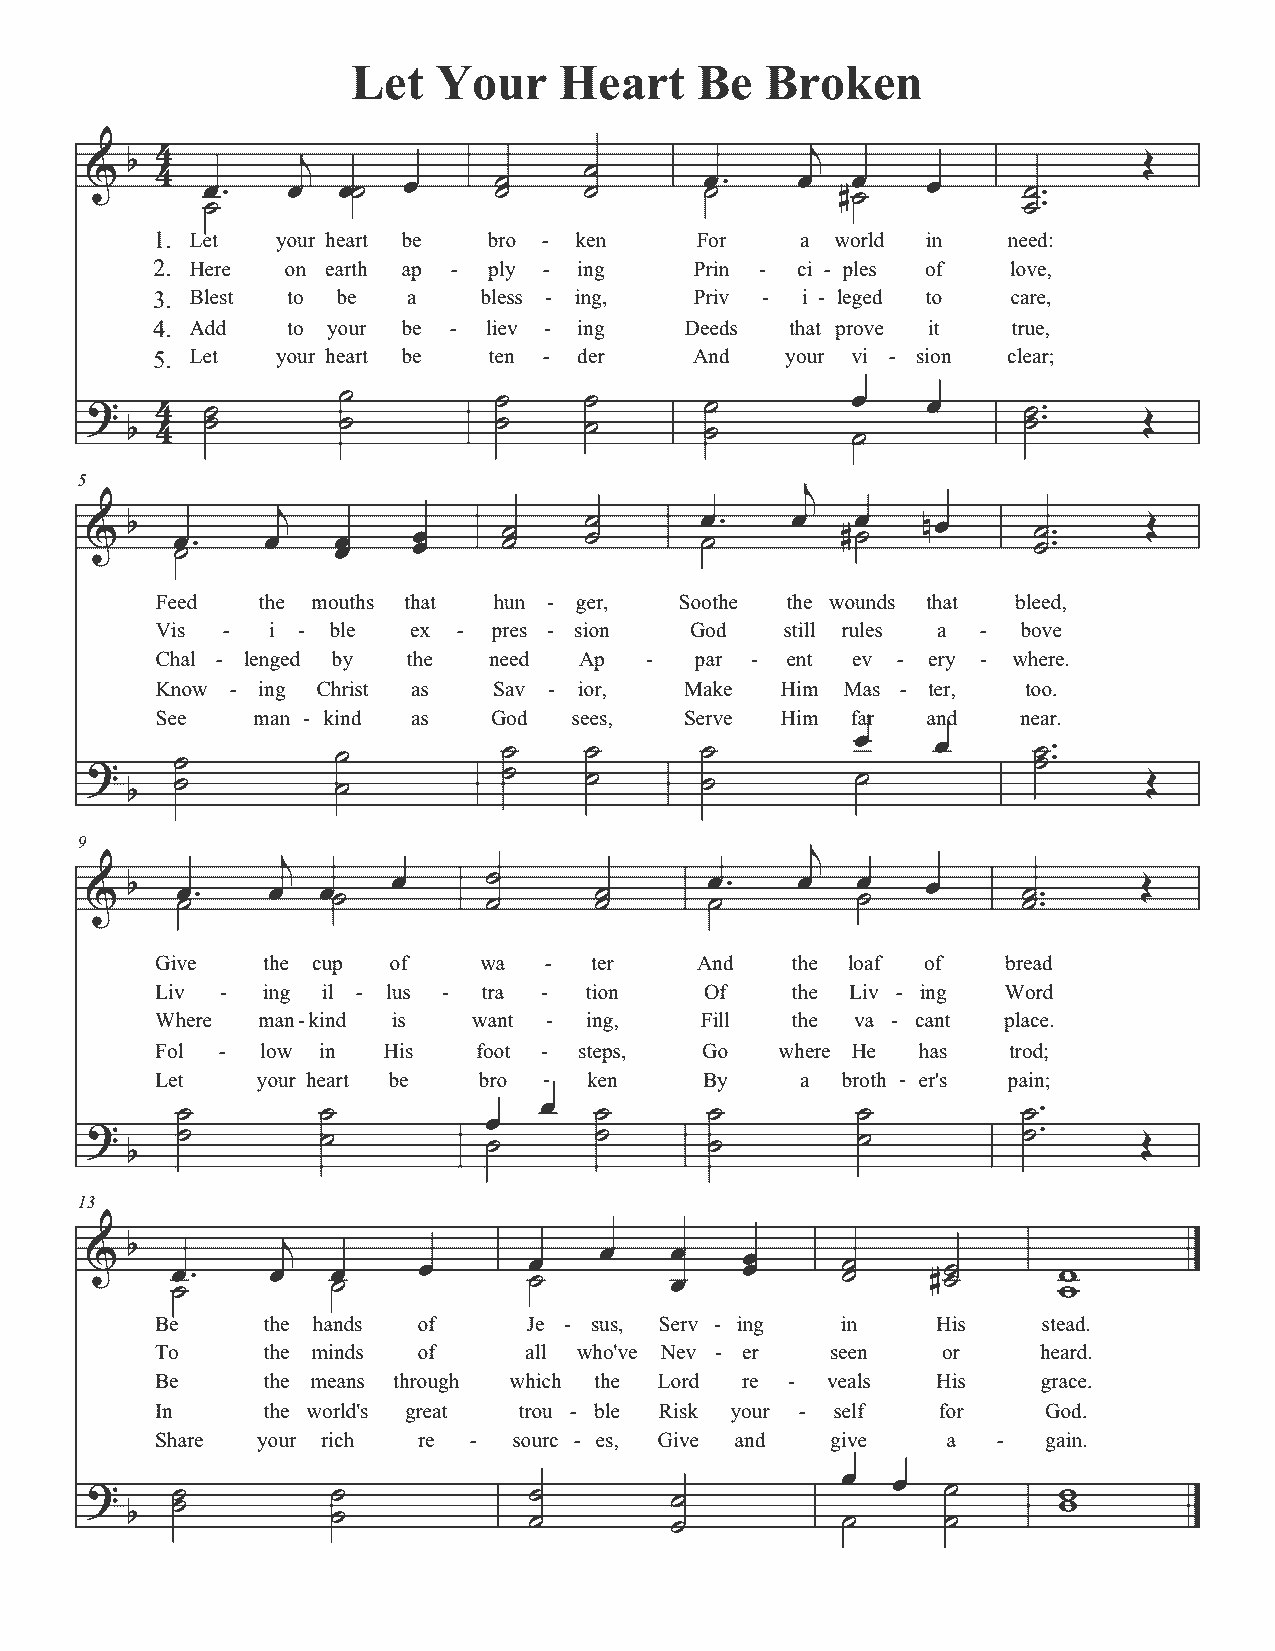 Let Your Heart Be Broken
4
4
1. Let your heart be bro - ken For a world in need:
2. Here on earth ap - ply - ing Prin - ci - ples of love,
3. Blest to be a bless - ing, Priv - i - leged to care,
4. Add to your be - liev - ing Deeds that prove it true,
5. Let your heart be ten - der And your vi - sion clear;
4
4
5
Feed the mouths that hun - ger, Soothe the wounds that bleed,
Vis - i - ble ex - pres - sion God still rules a - bove
Chal - lenged by the need Ap - par - ent ev - ery - where.
Know - ing Christ as Sav - ior, Make Him Mas - ter, too.
See man - kind as God sees, Serve Him far and near.
9
Give the cup of wa - ter And the loaf of bread
Liv - ing il - lus - tra - tion Of the Liv - ing Word
Where man - kind is want - ing, Fill the va - cant place.
Fol - low in His foot - steps, Go where He has trod;
Let your heart be bro - ken By a broth - er's pain;
13
Be the hands of Je - sus, Serv - ing in His stead.
To the minds of all who've Nev - er seen or heard.
Be the means through which the Lord re - veals His grace.
In the world's great trou - ble Risk your - self for God.
Share your rich re - sourc - es, Give and give a - gain.